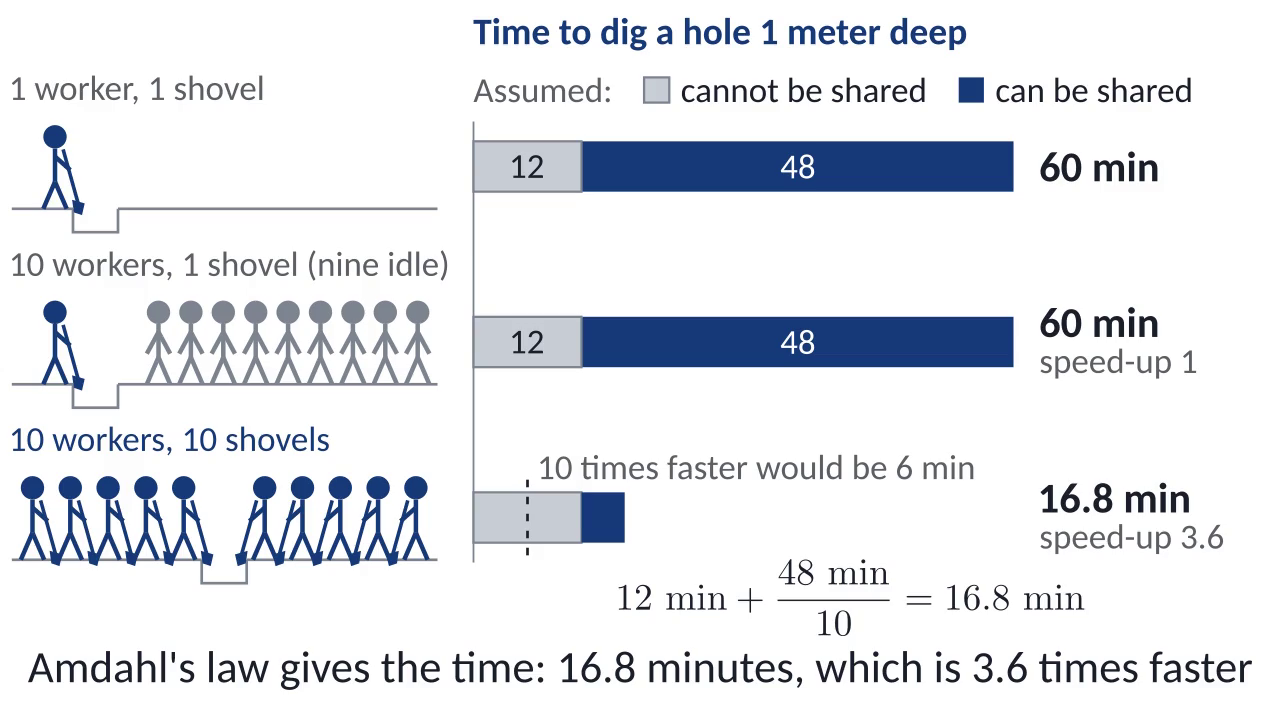 Time to dig a hole 1 meter deep
Assumed: cannot be shared can be shared
1 worker, 1 shovel
12 48 60 min
10 workers, 1 shovel (nine idle)
12 48 60 min
speed-up 1
10 workers, 10 shovels
10 times faster would be 6 min
16.8 min
speed-up 3.6
12 min + 48 min / 10 = 16.8 min
Amdahl's law gives the time: 16.8 minutes, which is 3.6 times faster